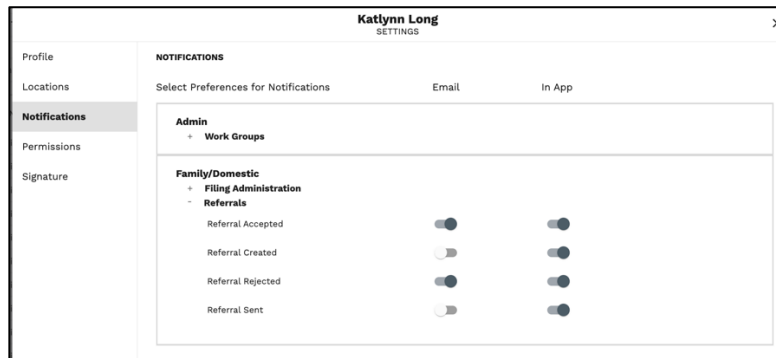 Katlynn Long
SETTINGS
Profile
Locations
Notifications
Permissions
Signature
NOTIFICATIONS
Select Preferences for Notifications Email In App
Admin
+ Work Groups
Family/Domestic
+ Filing Administration
- Referrals
Referral Accepted
Referral Created
Referral Rejected
Referral Sent